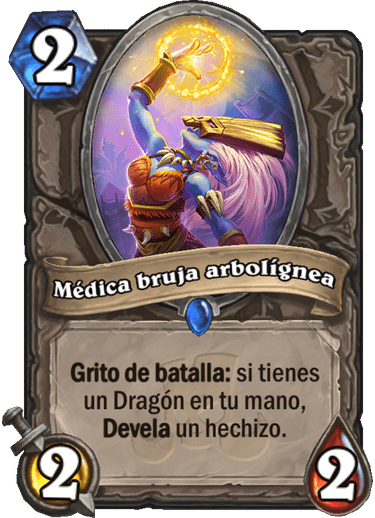 2
Médica bruja arbolígnea
Grito de batalla: si tienes
un Dragón en tu mano,
Devela un hechizo.
2
2